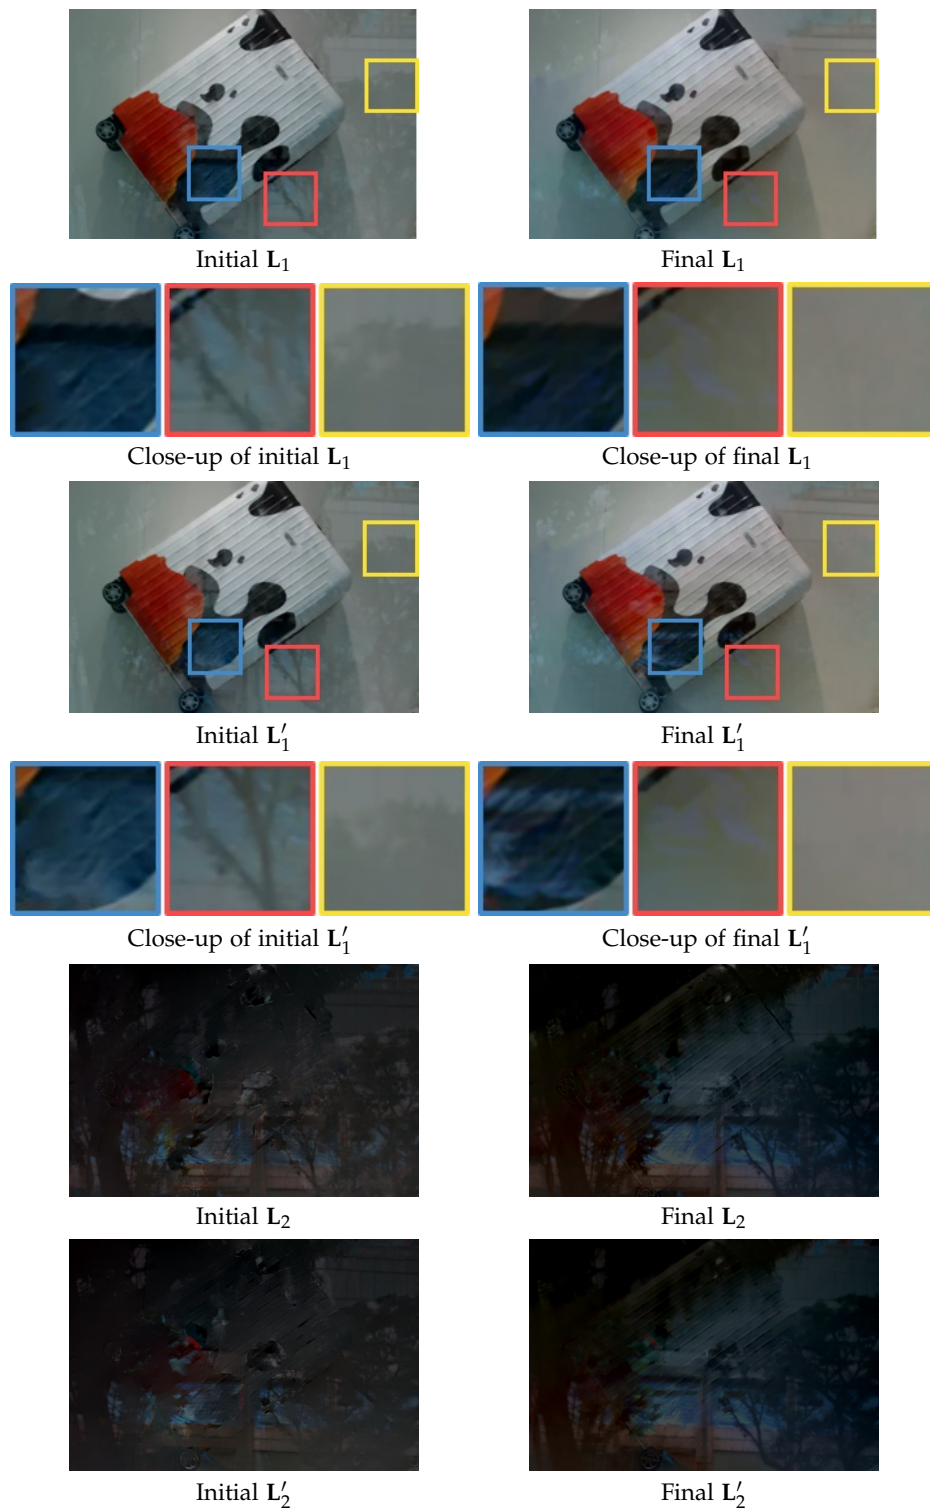 Initial L₁
Final L₁
Close-up of initial L₁
Close-up of final L₁
Initial L′₁
Final L′₁
Close-up of initial L′₁
Close-up of final L′₁
Initial L₂
Final L₂
Initial L′₂
Final L′₂